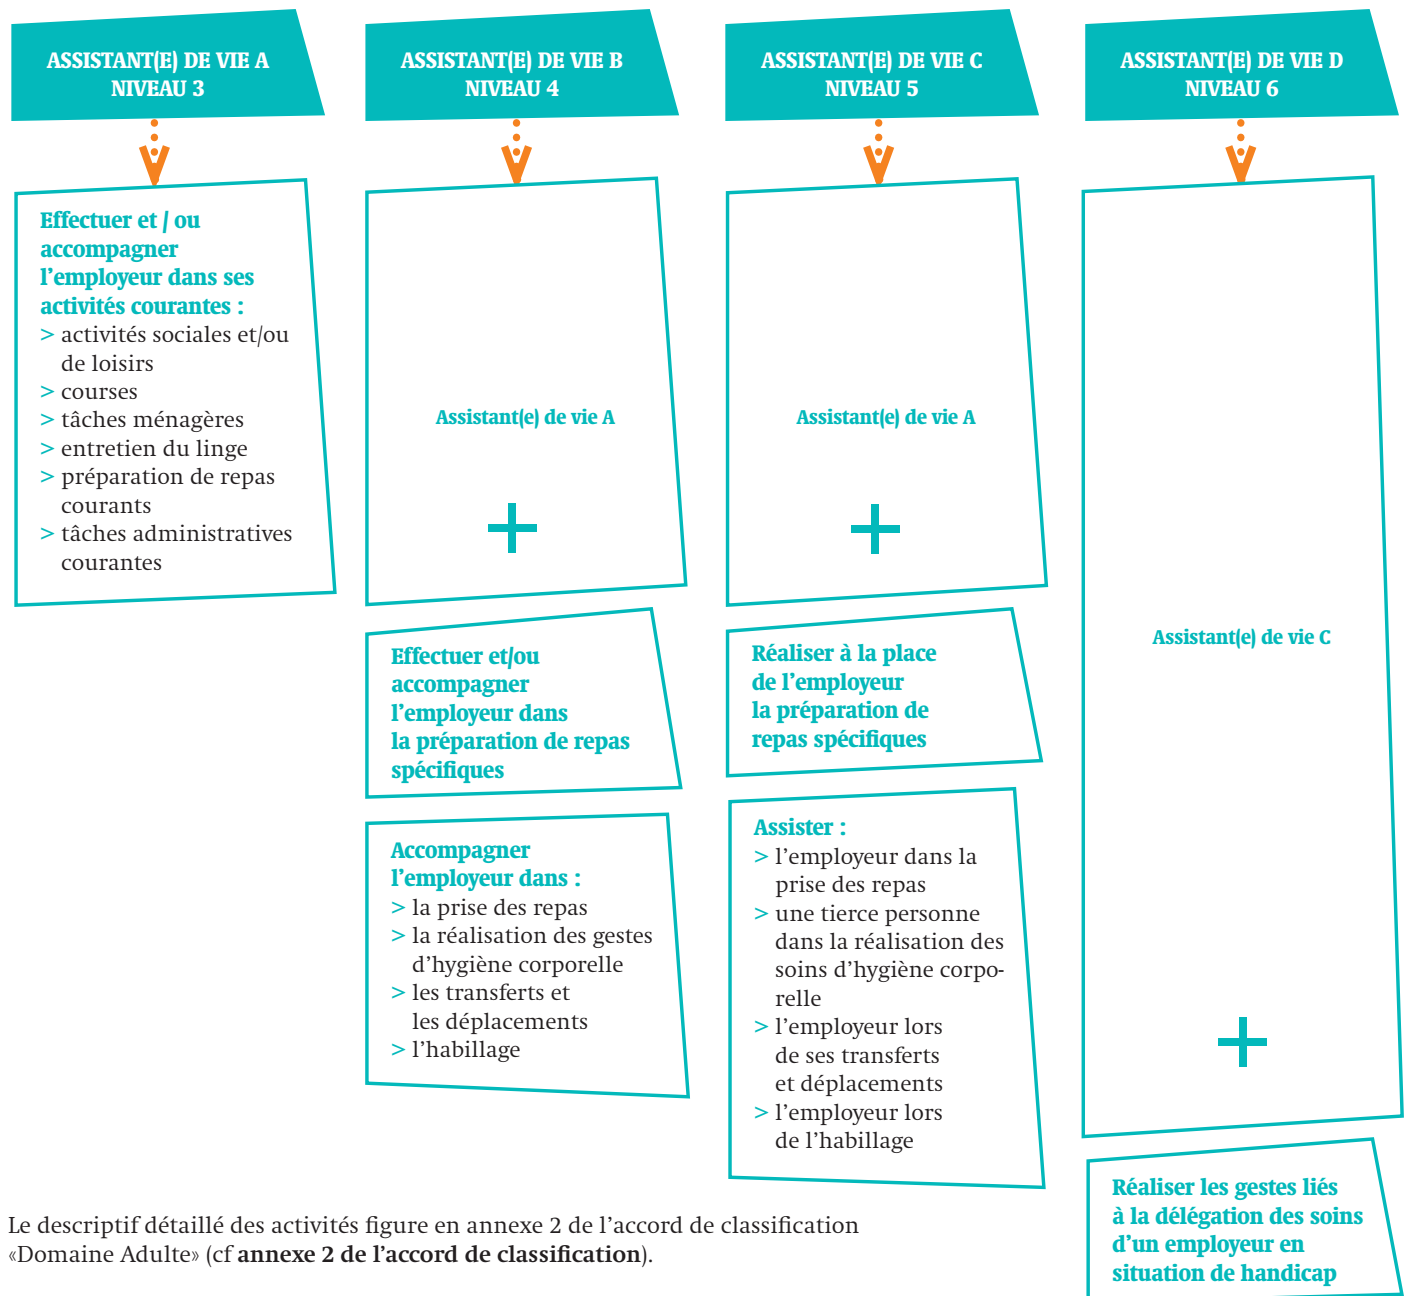 ASSISTANT(E) DE VIE A
NIVEAU 3
Effectuer et / ou
accompagner
l'employeur dans ses
activités courantes :
> activités sociales et/ou
de loisirs
> courses
> tâches ménagères
> entretien du linge
> préparation de repas
courants
> tâches administratives
courantes
ASSISTANT(E) DE VIE B
NIVEAU 4
Assistant(e) de vie A
+
Effectuer et/ou
accompagner
l'employeur dans
la préparation de repas
spécifiques
Accompagner
l'employeur dans :
> la prise des repas
> la réalisation des gestes
d'hygiène corporelle
> les transferts et
les déplacements
> l'habillage
ASSISTANT(E) DE VIE C
NIVEAU 5
Assistant(e) de vie A
+
Réaliser à la place
de l'employeur
la préparation de
repas spécifiques
Assister :
> l'employeur dans la
prise des repas
> une tierce personne
dans la réalisation des
soins d'hygiène corpo-
relle
> l'employeur lors
de ses transferts
et déplacements
> l'employeur lors
de l'habillage
ASSISTANT(E) DE VIE D
NIVEAU 6
Assistant(e) de vie C
+
Réaliser les gestes liés
à la délégation des soins
d'un employeur en
situation de handicap
Le descriptif détaillé des activités figure en annexe 2 de l'accord de classification
«Domaine Adulte» (cf annexe 2 de l'accord de classification).